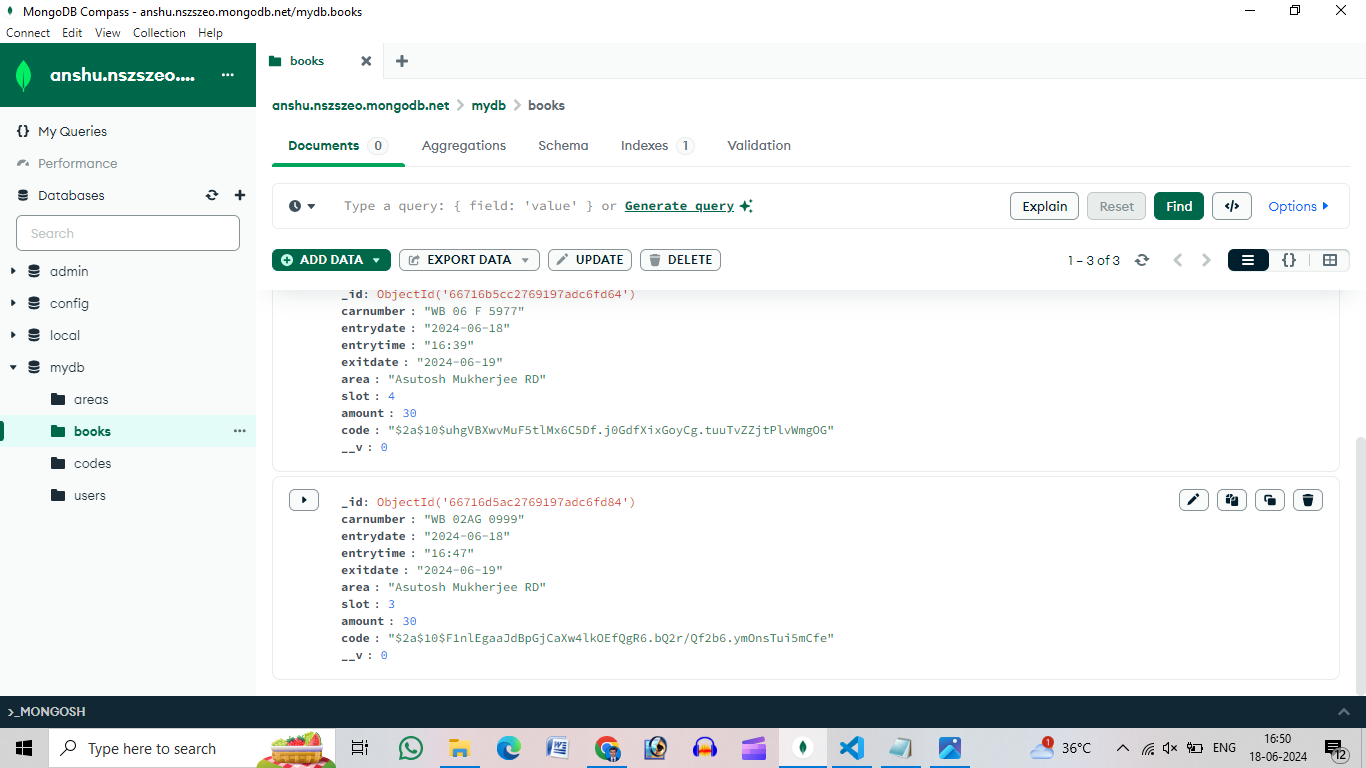 MongoDB Compass - anshu.nszszeo.mongodb.net/mydb.books
Connect Edit View Collection Help
anshu.nszszeo.... ...
books
anshu.nszszeo.mongodb.net > mydb > books
{} My Queries
Performance
Databases
Search
admin
config
local
mydb
areas
books ...
codes
users
Documents 0 Aggregations Schema Indexes 1 Validation
Type a query: { field: 'value' } or Generate query
Explain Reset Find </> Options
ADD DATA EXPORT DATA UPDATE DELETE 1 – 3 of 3 {}
_id: ObjectId('66716b5cc2769197adc6fd64')
carnumber : "WB 06 F 5977"
entrydate : "2024-06-18"
entrytime : "16:39"
exitdate : "2024-06-19"
area : "Asutosh Mukherjee RD"
slot : 4
amount : 30
code : "$2a$10$uhgVBXwvMuF5tlMx6C5Df.j0GdfXixGoyCg.tuuTvZZjtPlvWmgOG"
__v : 0
_id: ObjectId('66716d5ac2769197adc6fd84')
carnumber : "WB 02AG 0999"
entrydate : "2024-06-18"
entrytime : "16:47"
exitdate : "2024-06-19"
area : "Asutosh Mukherjee RD"
slot : 3
amount : 30
code : "$2a$10$F1nlEgaaJdBpGjCaXw4lkOEfQgR6.bQ2r/Qf2b6.ymOnsTui5mCfe"
__v : 0
>_MONGOSH
Type here to search
1
36°C
ENG
16:50
18-06-2024
12